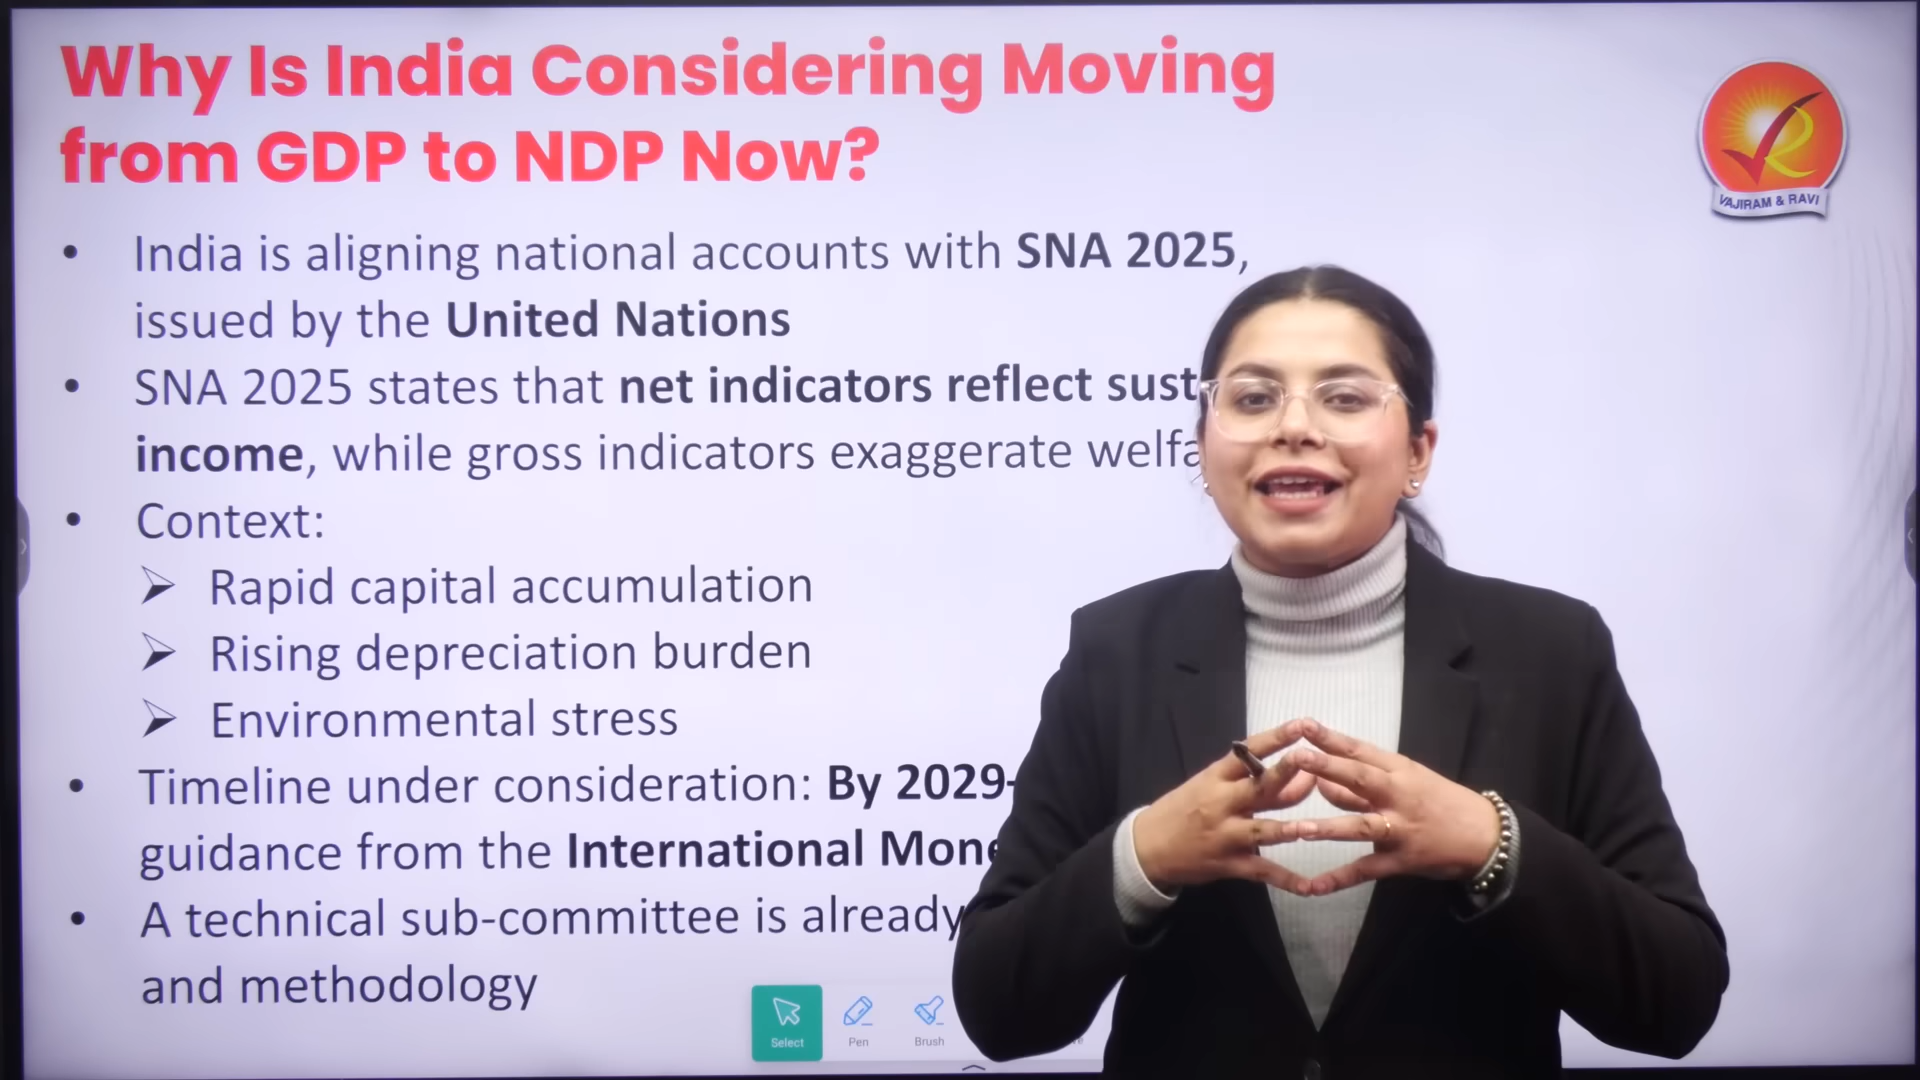 Why Is India Considering Moving
from GDP to NDP Now?
VAJIRAM & RAVI
• India is aligning national accounts with SNA 2025,
issued by the United Nations
• SNA 2025 states that net indicators reflect
income, while gross indicators exaggerate
• Context:
➢ Rapid capital accumulation
➢ Rising depreciation burden
➢ Environmental stress
• Timeline under consideration: By 2029-
guidance from the International
• A technical sub-committee is already
and methodology
Select
Pen
Brush